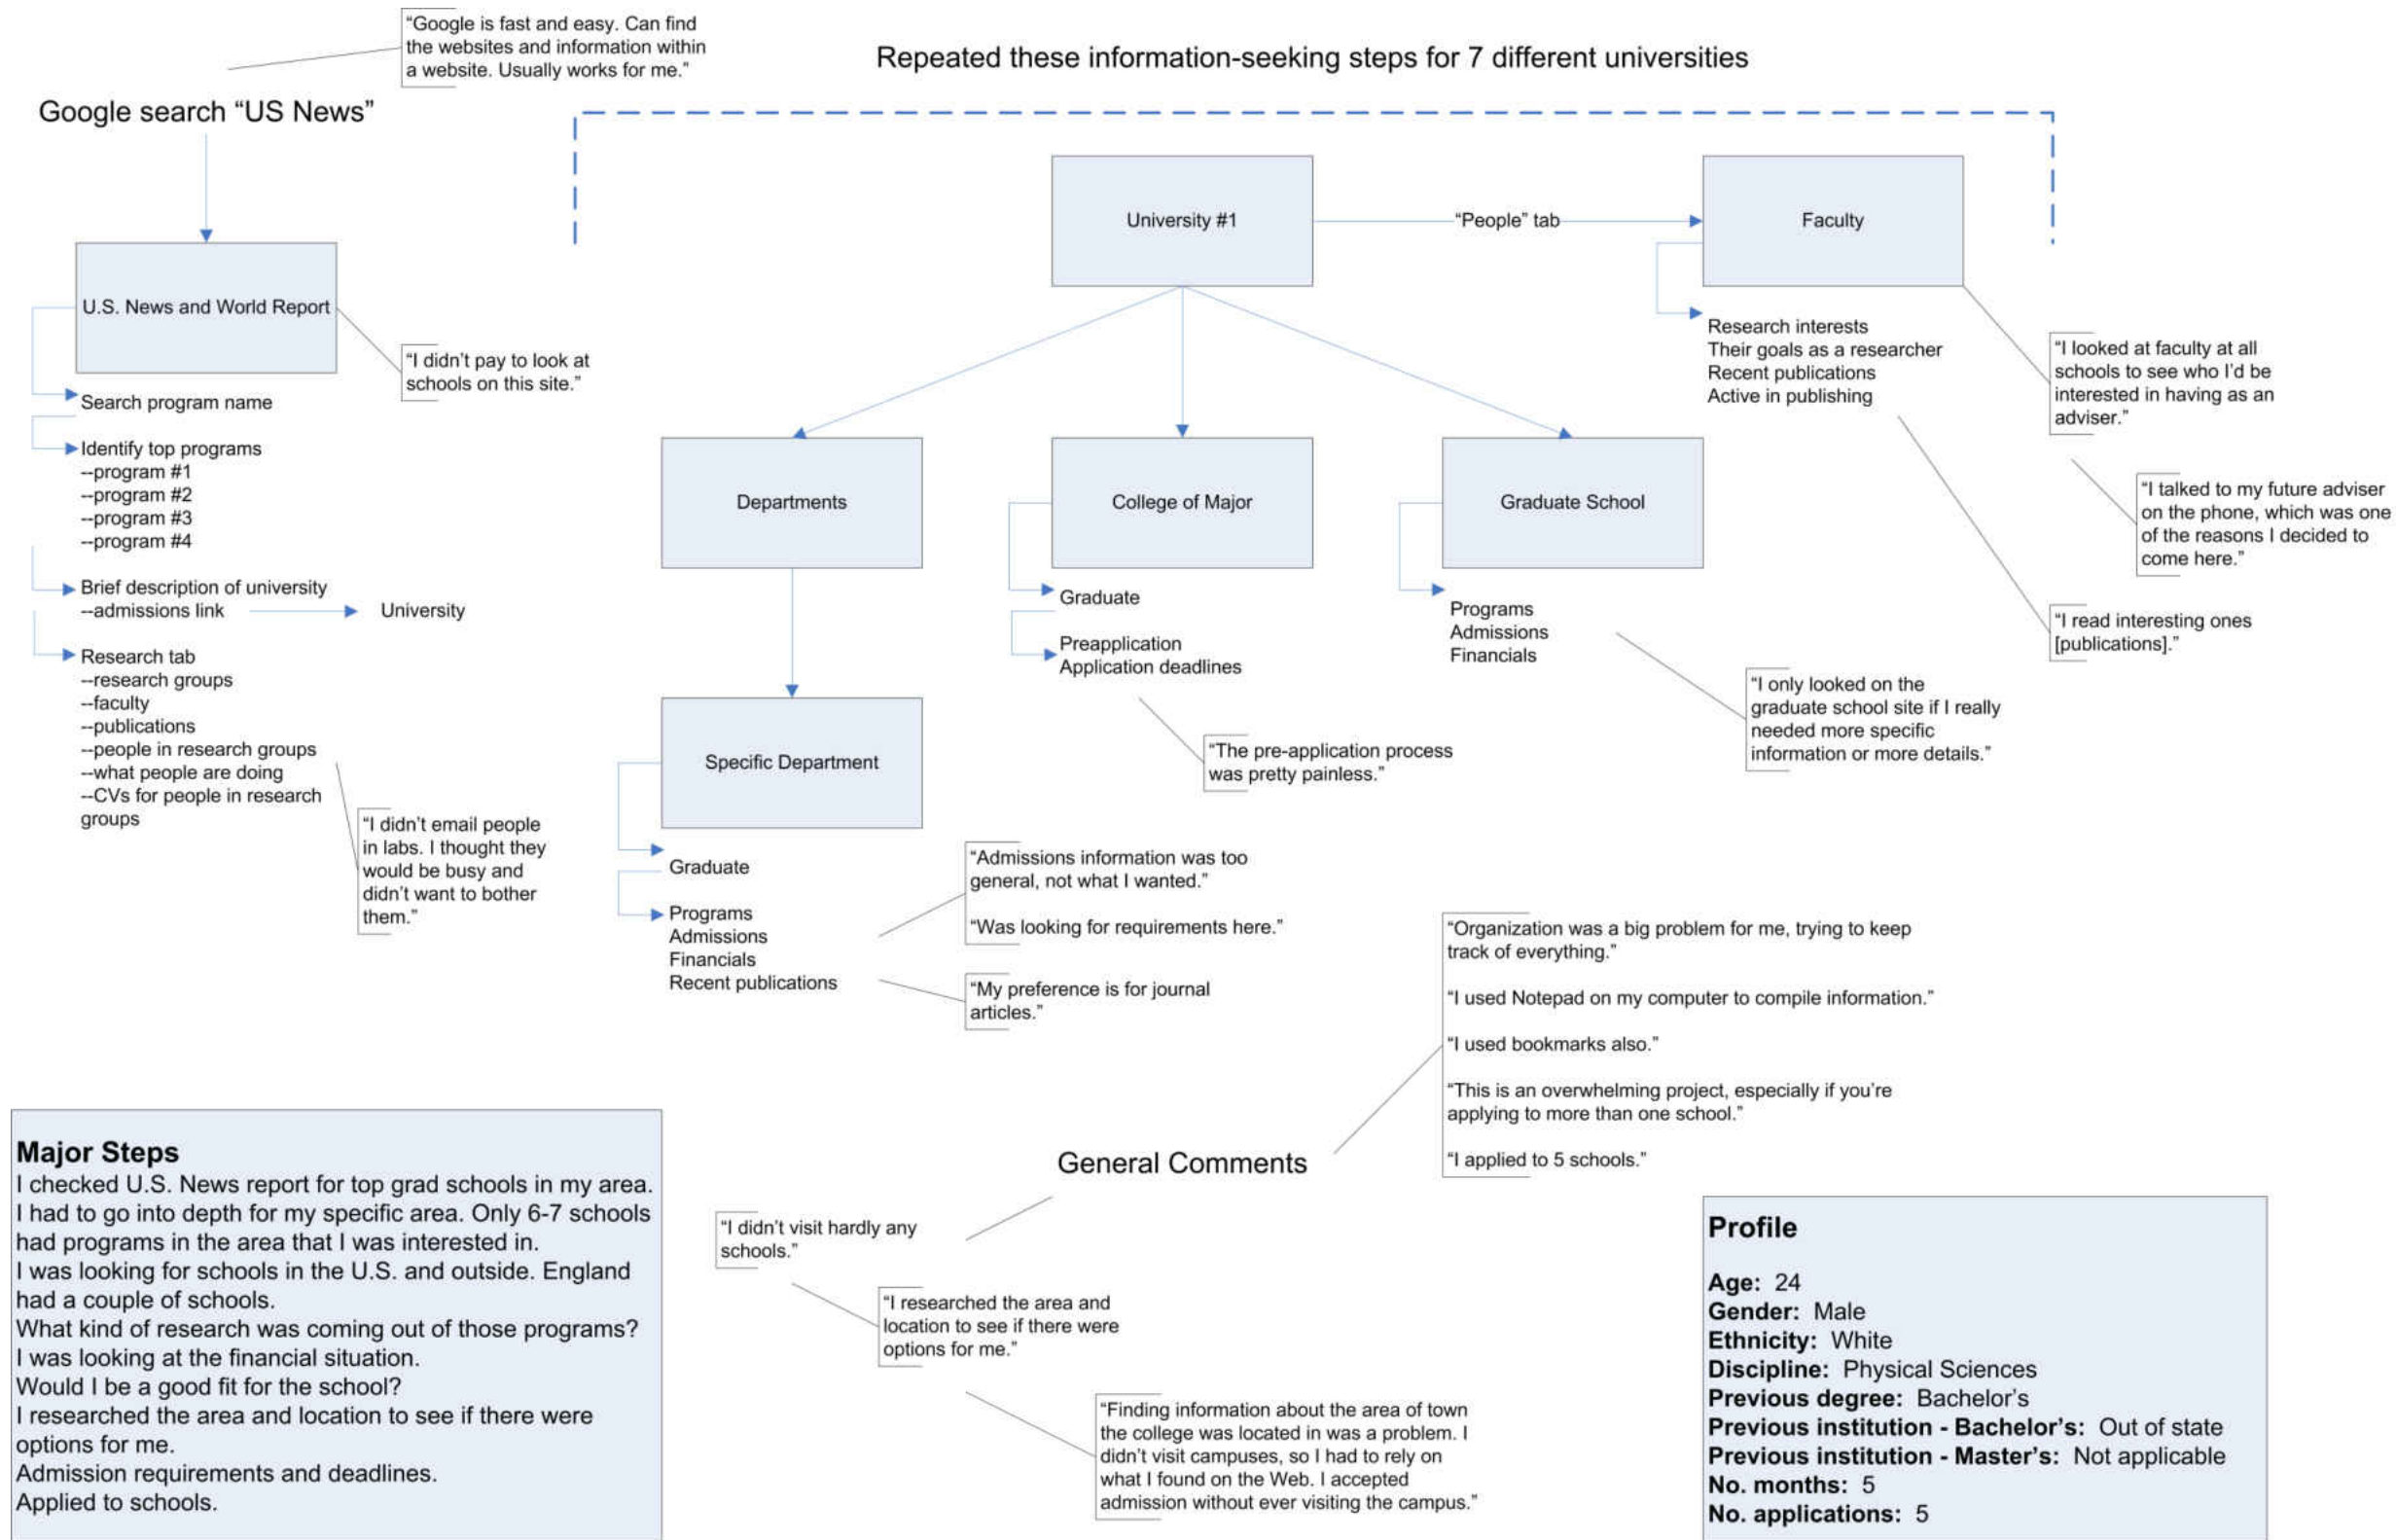 “Google is fast and easy. Can find
the websites and information within
a website. Usually works for me.”
Repeated these information-seeking steps for 7 different universities
Google search “US News”
U.S. News and World Report
“I didn’t pay to look at
schools on this site.”
Search program name
Identify top programs
--program #1
--program #2
--program #3
--program #4
Brief description of university
--admissions link
University
Research tab
--research groups
--faculty
--publications
--people in research groups
--what people are doing
--CVs for people in research
groups
“I didn’t email people
in labs. I thought they
would be busy and
didn’t want to bother
them.”
University #1
“People” tab
Faculty
Research interests
Their goals as a researcher
Recent publications
Active in publishing
“I looked at faculty at all
schools to see who I’d be
interested in having as an
adviser.”
“I talked to my future adviser
on the phone, which was one
of the reasons I decided to
come here.”
“I read interesting ones
[publications].”
Departments
College of Major
Graduate School
Graduate
Preapplication
Application deadlines
“The pre-application process
was pretty painless.”
Programs
Admissions
Financials
“I only looked on the
graduate school site if I really
needed more specific
information or more details.”
Specific Department
Graduate
Programs
Admissions
Financials
Recent publications
“Admissions information was too
general, not what I wanted.”
“Was looking for requirements here.”
“My preference is for journal
articles.”
“Organization was a big problem for me, trying to keep
track of everything.”
“I used Notepad on my computer to compile information.”
“I used bookmarks also.”
“This is an overwhelming project, especially if you’re
applying to more than one school.”
“I applied to 5 schools.”
General Comments
“I didn’t visit hardly any
schools.”
“I researched the area and
location to see if there were
options for me.”
“Finding information about the area of town
the college was located in was a problem. I
didn’t visit campuses, so I had to rely on
what I found on the Web. I accepted
admission without ever visiting the campus.”
Major Steps
I checked U.S. News report for top grad schools in my area.
I had to go into depth for my specific area. Only 6-7 schools
had programs in the area that I was interested in.
I was looking for schools in the U.S. and outside. England
had a couple of schools.
What kind of research was coming out of those programs?
I was looking at the financial situation.
Would I be a good fit for the school?
I researched the area and location to see if there were
options for me.
Admission requirements and deadlines.
Applied to schools.
Profile
Age: 24
Gender: Male
Ethnicity: White
Discipline: Physical Sciences
Previous degree: Bachelor’s
Previous institution - Bachelor’s: Out of state
Previous institution - Master’s: Not applicable
No. months: 5
No. applications: 5